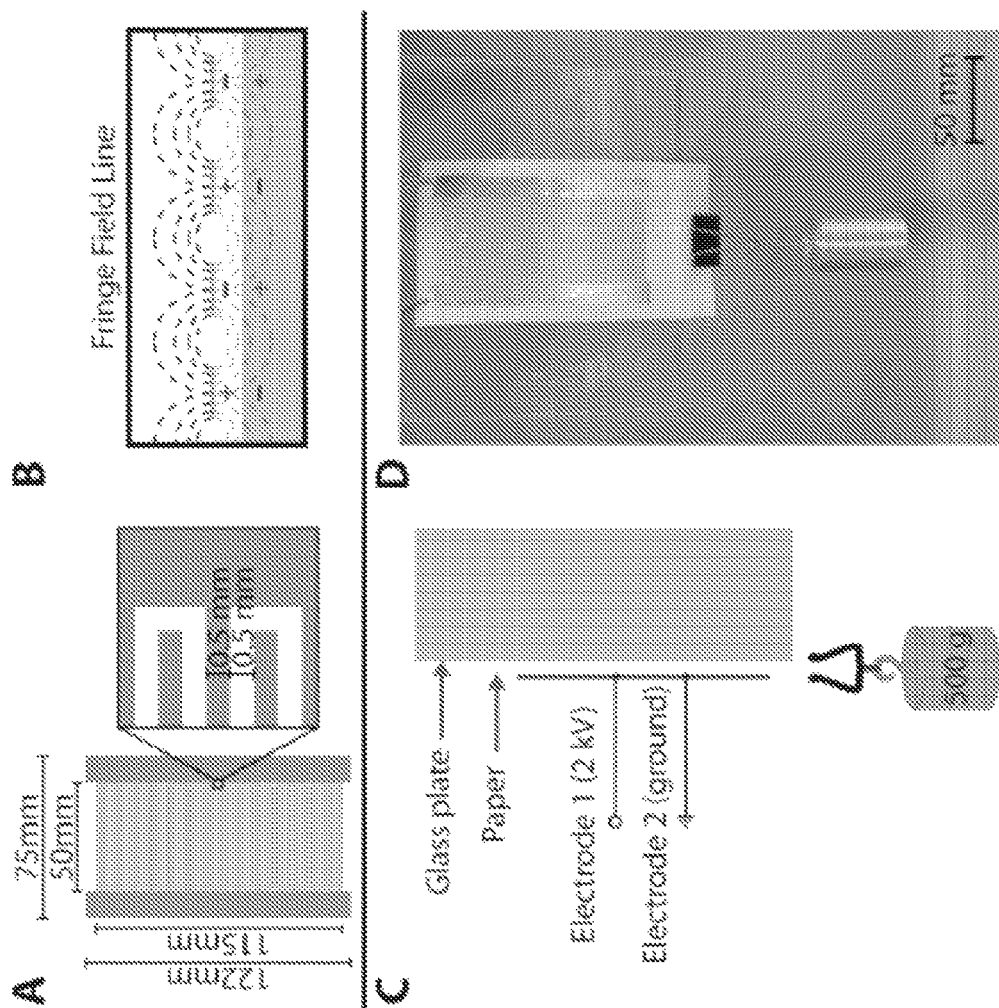 A
75mm
50mm
115mm
122mm
0.5 mm
0.5 mm
B
Fringe Field Line
C
Glass plate
Paper
Electrode 1 (2 kV)
Electrode 2 (ground)
500 g
D
50 mm